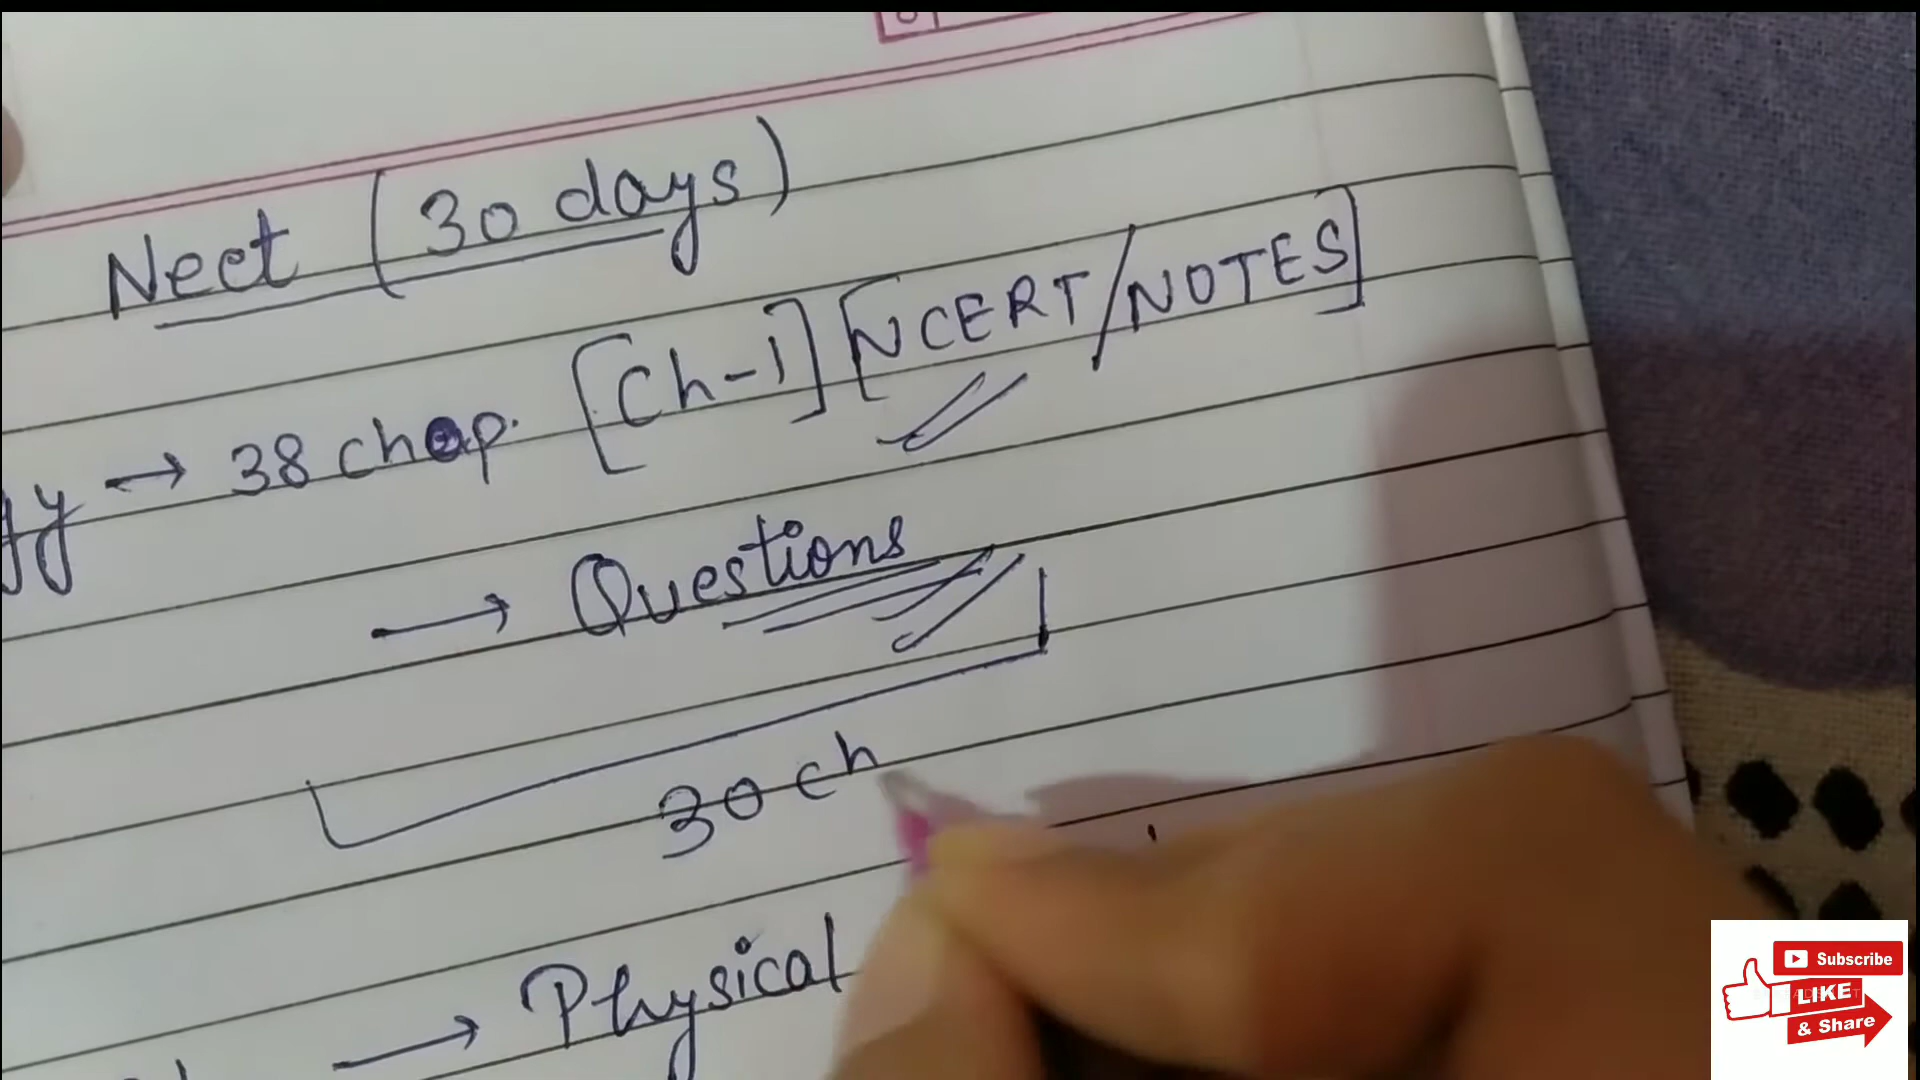 Neet (30 days)
→ 38 chap. [Ch-1] [NCERT/NOTES]
→ Questions
30 ch
→ Physical
Subscribe
LIKE
& Share